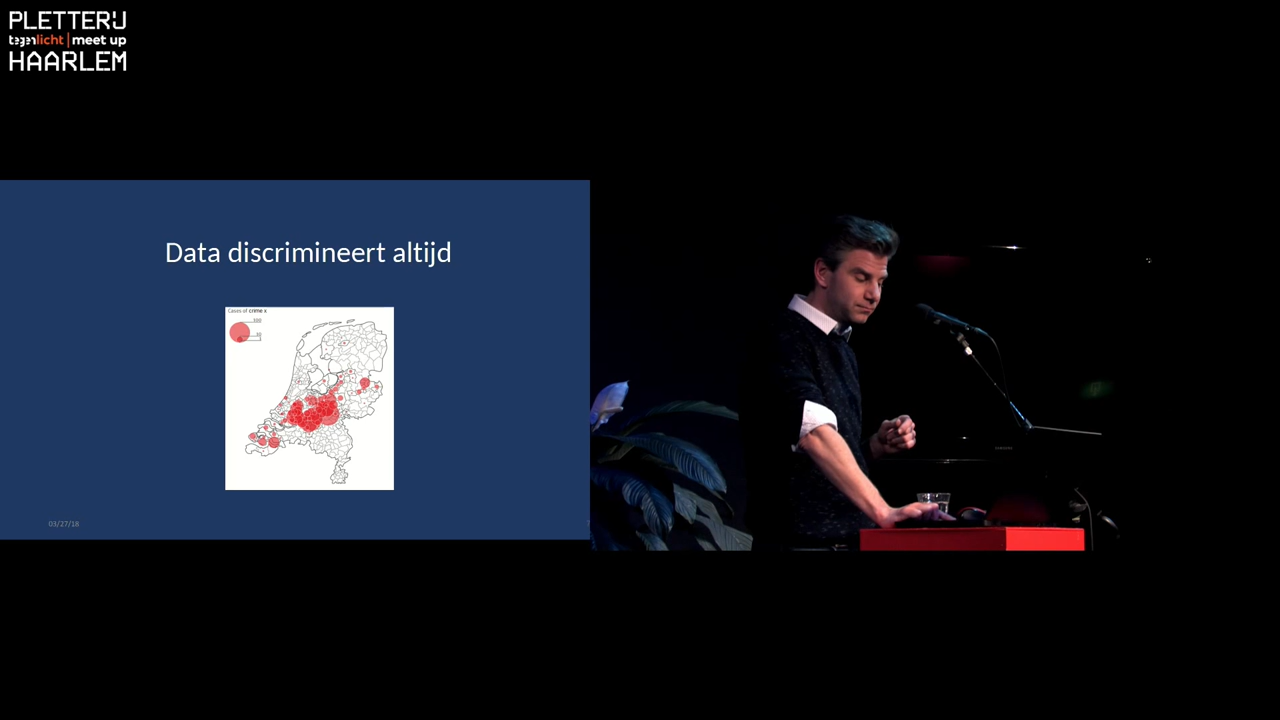 PLETTERIJ
tegenlicht | meet up
HAARLEM
Data discrimineert altijd
Cases of crime x
03/27/18